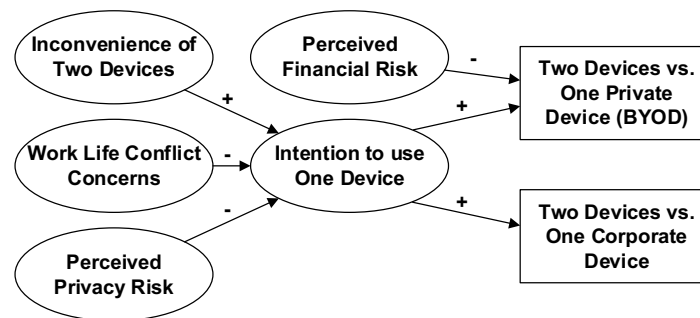 Inconvenience of
Two Devices
Perceived
Financial Risk
-
Two Devices vs.
One Private
Device (BYOD)
+
+
Work Life Conflict
Concerns
-
Intention to use
One Device
-
+
Two Devices vs.
One Corporate
Device
Perceived
Privacy Risk